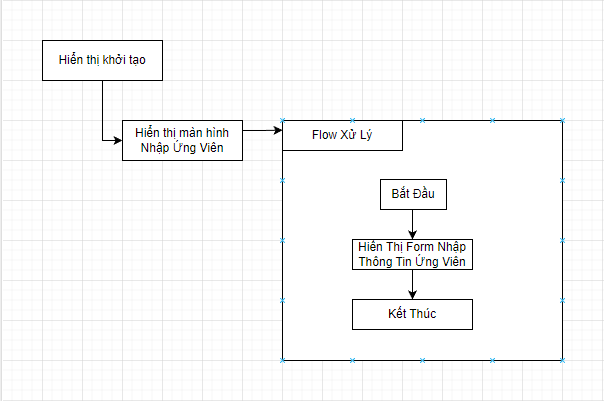 Hiển thị khởi tạo
Hiển thị màn hình
Nhập Ứng Viên
Flow Xử Lý
Bắt Đầu
Hiển Thị Form Nhập
Thông Tin Ứng Viên
Kết Thúc